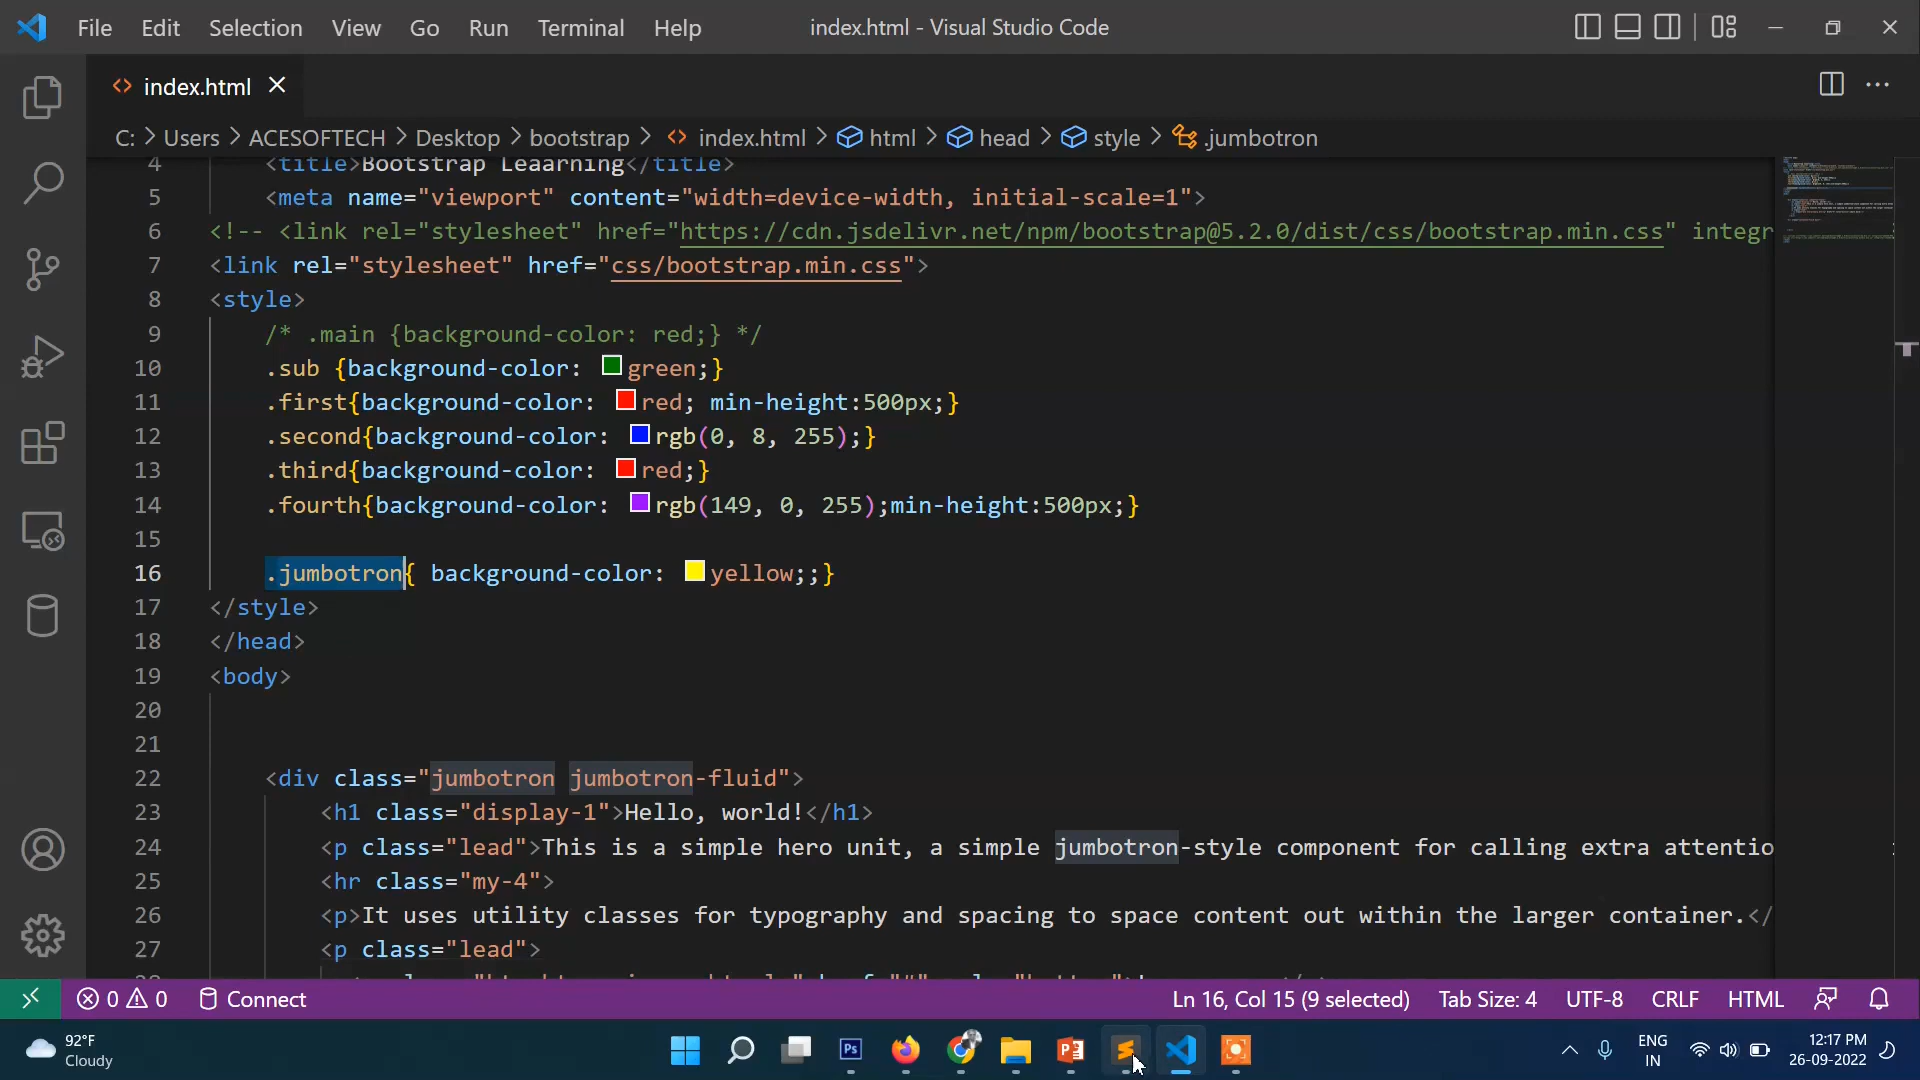 File Edit Selection View Go Run Terminal Help index.html - Visual Studio Code
index.html
C: > Users > ACESOFTECH > Desktop > bootstrap > index.html > html > head > style > .jumbotron
4 <title>Bootstrap Leaarning</title>
5 <meta name="viewport" content="width=device-width, initial-scale=1">
6 <!-- <link rel="stylesheet" href="https://cdn.jsdelivr.net/npm/bootstrap@5.2.0/dist/css/bootstrap.min.css" integr
7 <link rel="stylesheet" href="css/bootstrap.min.css">
8 <style>
9 /* .main {background-color: red;} */
10 .sub {background-color: green;}
11 .first{background-color: red; min-height:500px;}
12 .second{background-color: rgb(0, 8, 255);}
13 .third{background-color: red;}
14 .fourth{background-color: rgb(149, 0, 255);min-height:500px;}
15
16 .jumbotron{ background-color: yellow;;}
17 </style>
18 </head>
19 <body>
20
21
22 <div class="jumbotron jumbotron-fluid">
23 <h1 class="display-1">Hello, world!</h1>
24 <p class="lead">This is a simple hero unit, a simple jumbotron-style component for calling extra attentio
25 <hr class="my-4">
26 <p>It uses utility classes for typography and spacing to space content out within the larger container.</
27 <p class="lead">
0 0 Connect Ln 16, Col 15 (9 selected) Tab Size: 4 UTF-8 CRLF HTML
92°F
Cloudy
Ps
ENG
IN
12:17 PM
26-09-2022